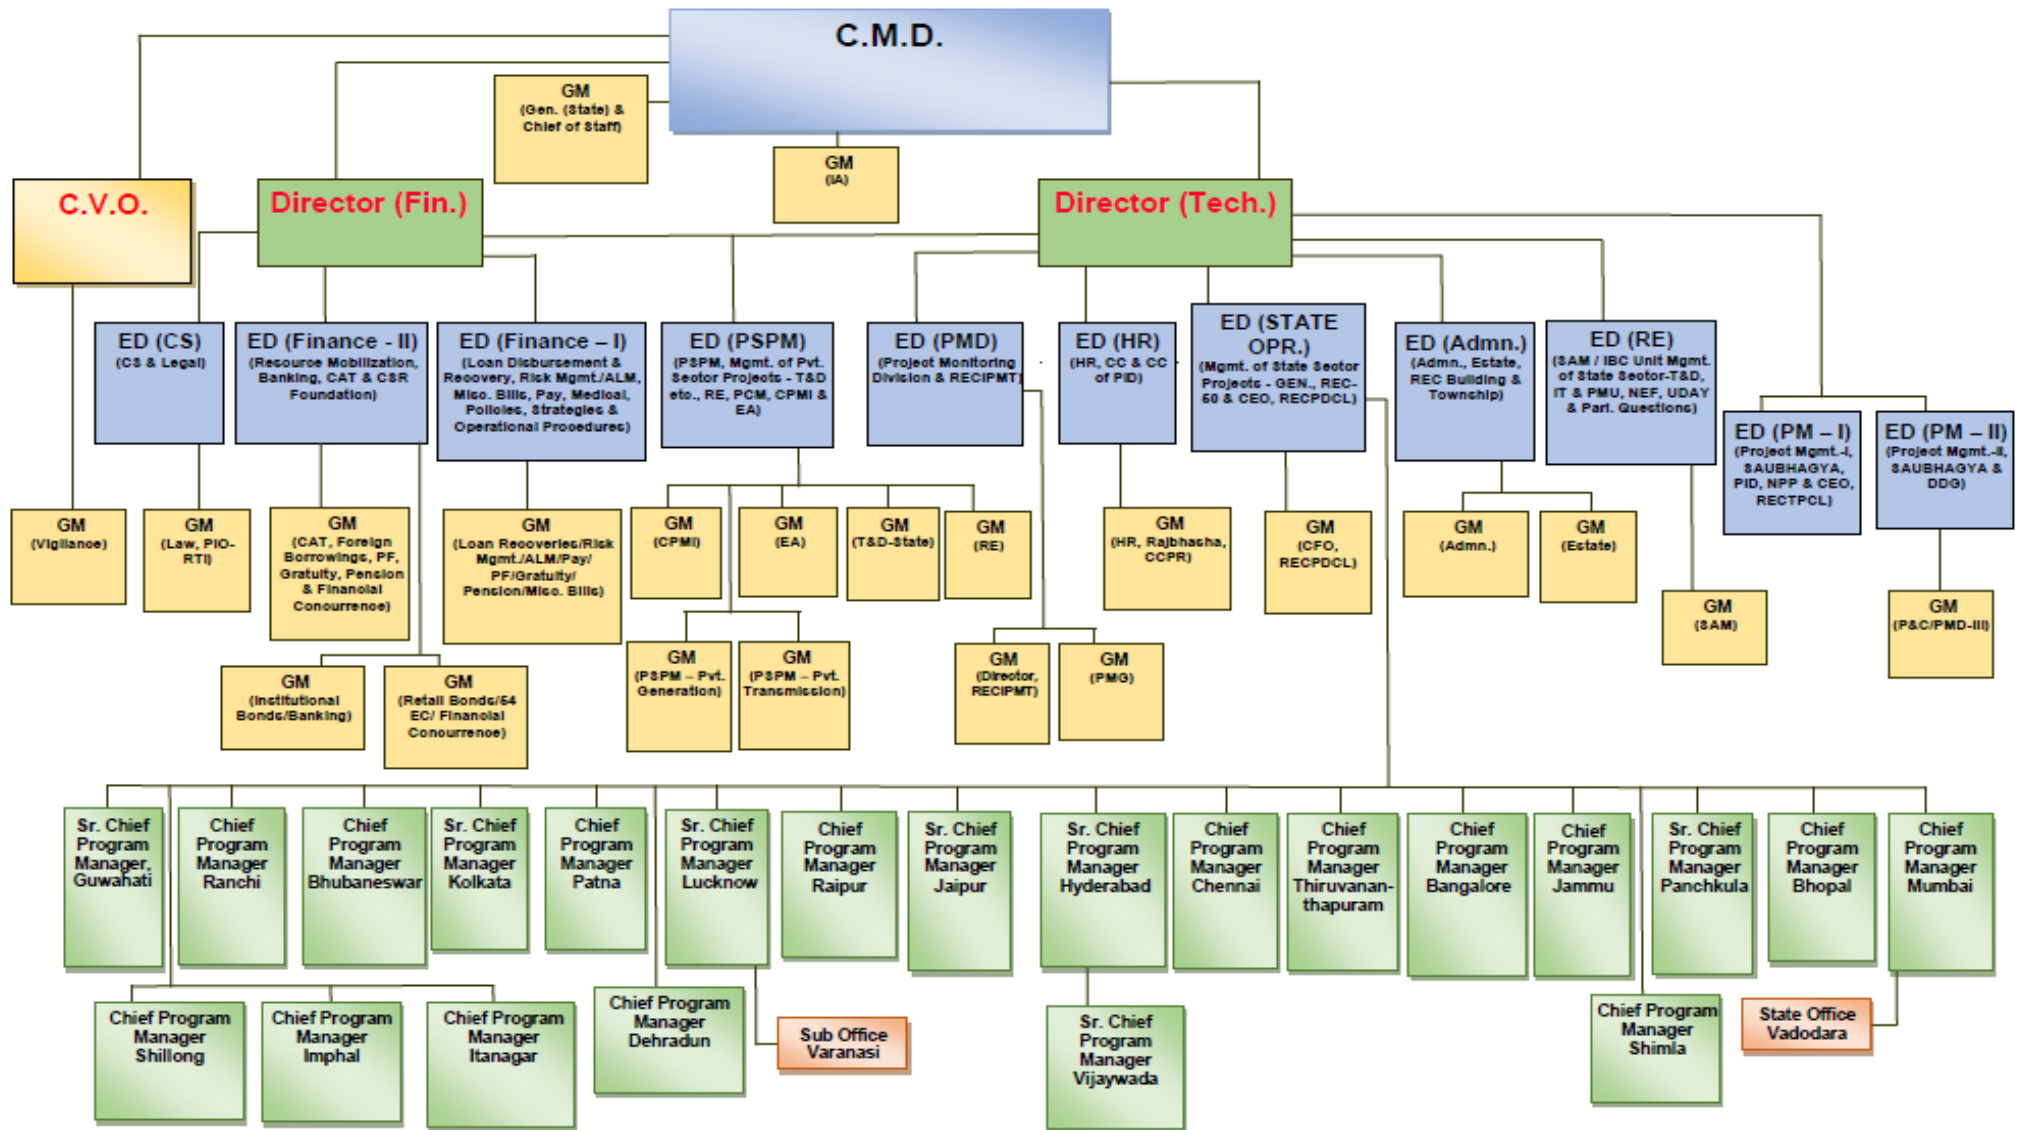 C.M.D.
GM
(Gen. (State) &
Chief of Staff)
GM
(IA)
C.V.O.
Director (Fin.)
Director (Tech.)
ED (CS)
(CS & Legal)
ED (Finance - II)
(Resource Mobilization,
Banking, CAT & CSR
Foundation)
ED (Finance – I)
(Loan Disbursement &
Recovery, Risk Mgmt./ALM,
Misc. Bills, Pay, Medical,
Policies, Strategies &
Operational Procedures)
ED (PSPM)
(PSPM, Mgmt. of Pvt.
Sector Projects - T&D
etc., RE, PCM, CPMI &
EA)
ED (PMD)
(Project Monitoring
Division & RECIPMT)
ED (HR)
(HR, CC & CC
of PID)
ED (STATE
OPR.)
(Mgmt. of State Sector
Projects - GEN., REC-
50 & CEO, RECPDCL)
ED (Admn.)
(Admn., Estate,
REC Building &
Township)
ED (RE)
(SAM / IBC Unit Mgmt.
of State Sector-T&D,
IT & PMU, NEF, UDAY
& Parl. Questions)
ED (PM – I)
(Project Mgmt.-I,
SAUBHAGYA,
PID, NPP & CEO,
RECTPCL)
ED (PM – II)
(Project Mgmt.-II,
SAUBHAGYA &
DDG)
GM
(Vigilance)
GM
(Law, PIO-
RTI)
GM
(CAT, Foreign
Borrowings, PF,
Gratuity, Pension
& Financial
Concurrence)
GM
(Loan Recoveries/Risk
Mgmt./ALM/Pay/
PF/Gratuity/
Pension/Misc. Bills)
GM
(CPMI)
GM
(EA)
GM
(T&D-State)
GM
(RE)
GM
(HR, Rajbhasha,
CCPR)
GM
(CFO,
RECPDCL)
GM
(Admn.)
GM
(Estate)
GM
(SAM)
GM
(P&C/PMD-III)
GM
(Institutional
Bonds/Banking)
GM
(Retail Bonds/54
EC/ Financial
Concurrence)
GM
(PSPM – Pvt.
Generation)
GM
(PSPM – Pvt.
Transmission)
GM
(Director,
RECIPMT)
GM
(PMG)
Sr. Chief
Program
Manager,
Guwahati
Chief
Program
Manager
Ranchi
Chief
Program
Manager
Bhubaneswar
Sr. Chief
Program
Manager
Kolkata
Chief
Program
Manager
Patna
Sr. Chief
Program
Manager
Lucknow
Chief
Program
Manager
Raipur
Sr. Chief
Program
Manager
Jaipur
Sr. Chief
Program
Manager
Hyderabad
Chief
Program
Manager
Chennai
Chief
Program
Manager
Thiruvanan-
thapuram
Chief
Program
Manager
Bangalore
Chief
Program
Manager
Jammu
Sr. Chief
Program
Manager
Panchkula
Chief
Program
Manager
Bhopal
Chief
Program
Manager
Mumbai
Chief Program
Manager
Shillong
Chief Program
Manager
Imphal
Chief Program
Manager
Itanagar
Chief Program
Manager
Dehradun
Sub Office
Varanasi
Sr. Chief
Program
Manager
Vijaywada
Chief Program
Manager
Shimla
State Office
Vadodara